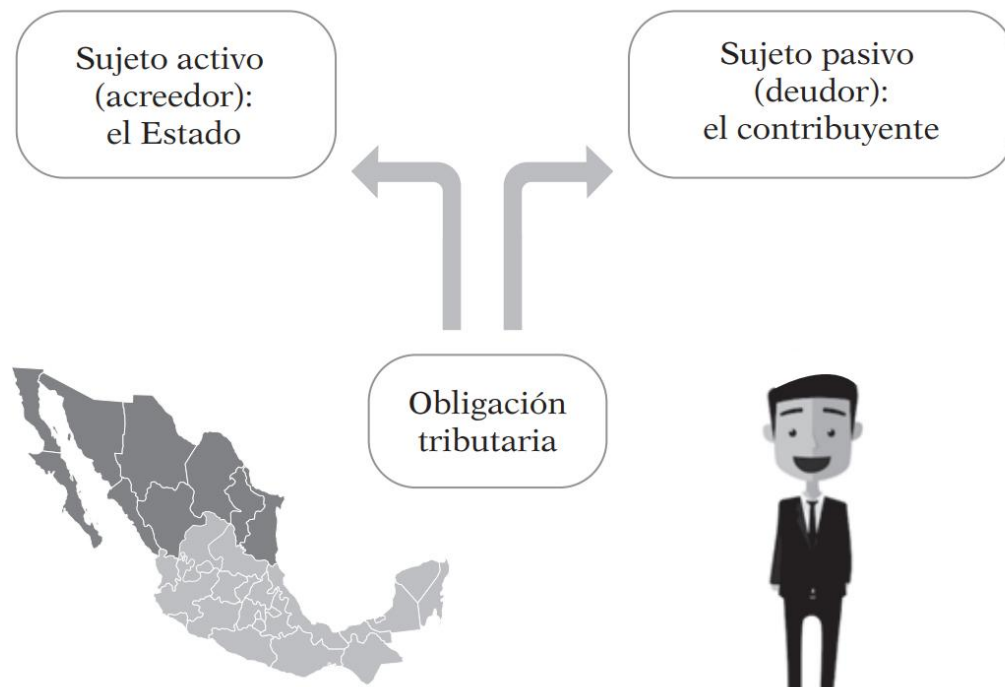 Sujeto activo
(acreedor):
el Estado
Sujeto pasivo
(deudor):
el contribuyente
Obligación
tributaria